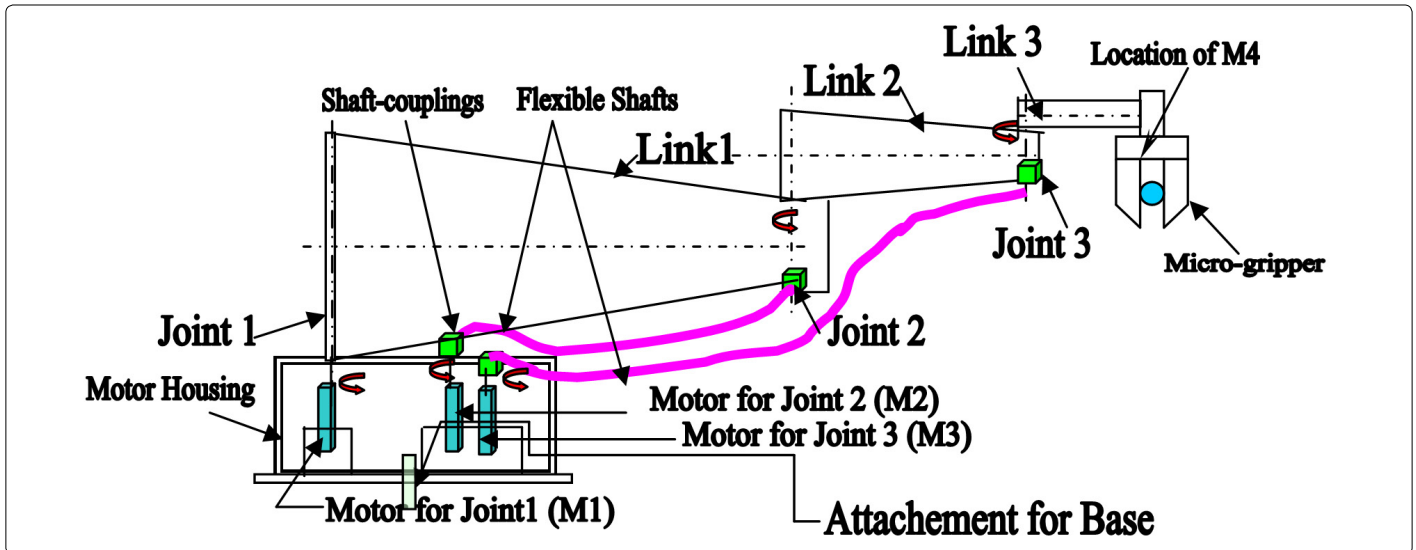 Link 3
Location of M4
Link 2
Shaft-couplings
Flexible Shafts
Link1
Joint 3
Micro-gripper
Joint 1
Joint 2
Motor Housing
Motor for Joint 2 (M2)
Motor for Joint 3 (M3)
Motor for Joint1 (M1)
Attachement for Base